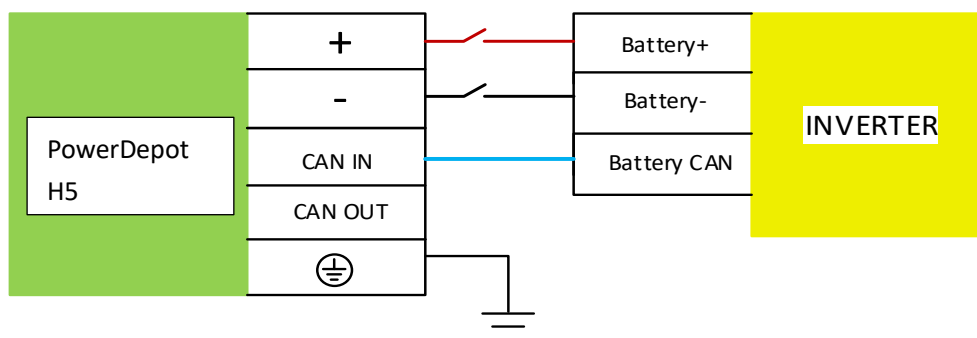 PowerDepot
H5
+
-
CAN IN
CAN OUT
Battery+
Battery-
Battery CAN
INVERTER